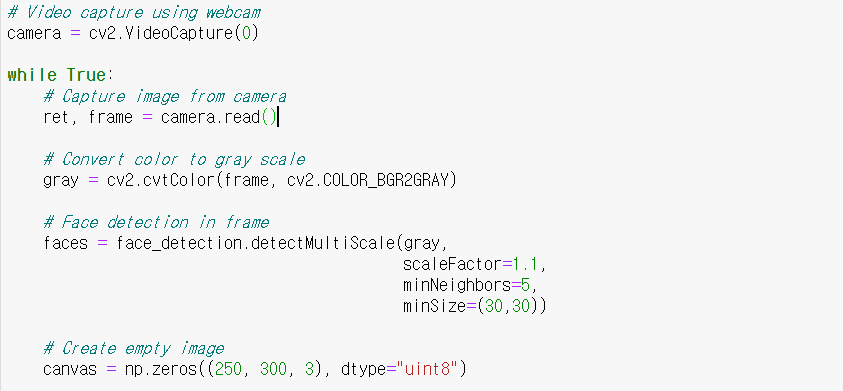 # Video capture using webcam
camera = cv2.VideoCapture(0)
while True:
# Capture image from camera
ret, frame = camera.read()
# Convert color to gray scale
gray = cv2.cvtColor(frame, cv2.COLOR_BGR2GRAY)
# Face detection in frame
faces = face_detection.detectMultiScale(gray,
scaleFactor=1.1,
minNeighbors=5,
minSize=(30,30))
# Create empty image
canvas = np.zeros((250, 300, 3), dtype="uint8")